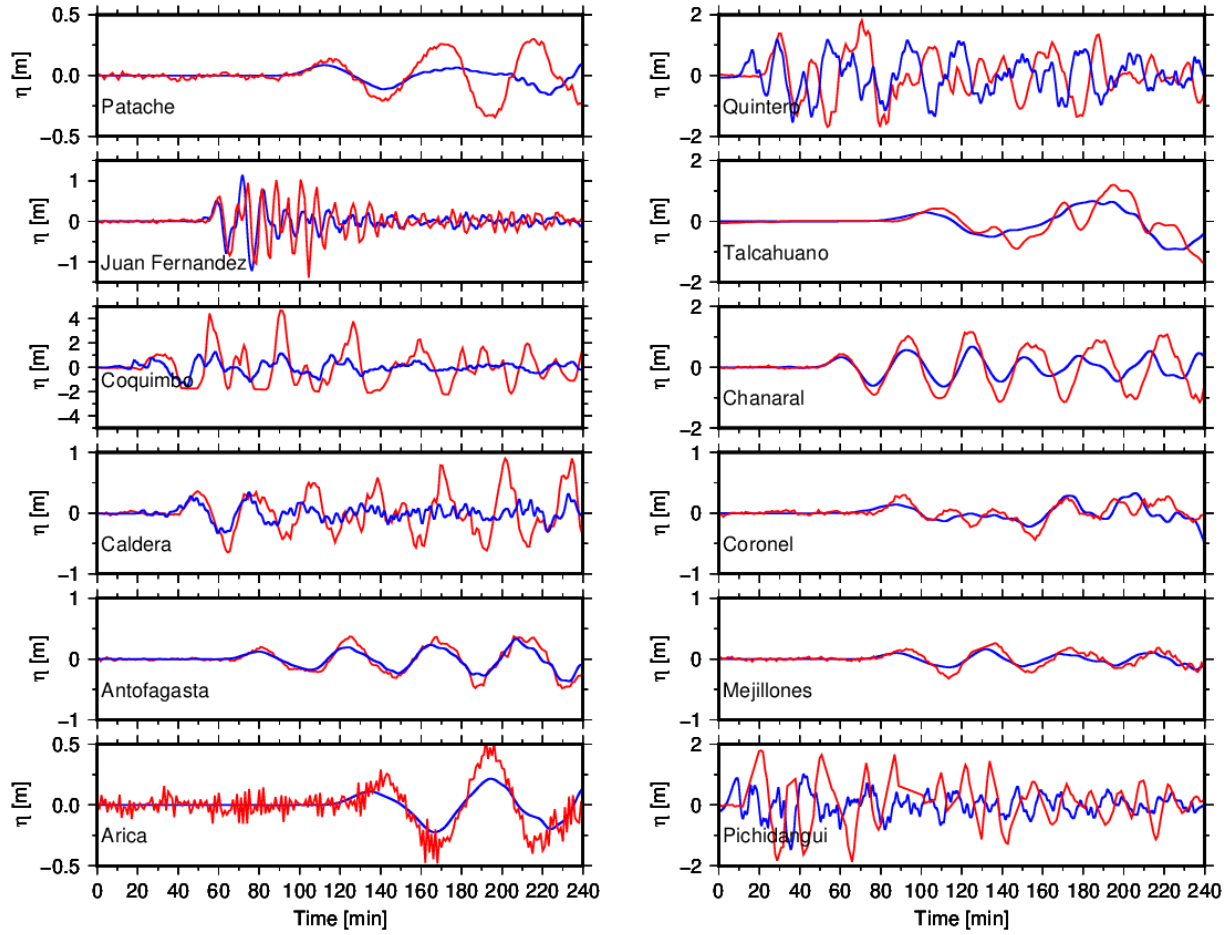 0.5
0.0
−0.5
η [m]
Patache
2
0
−2
η [m]
Quintero
1
0
−1
η [m]
Juan Fernandez
2
0
−2
η [m]
Talcahuano
4
2
0
−2
−4
η [m]
Coquimbo
2
0
−2
η [m]
Chanaral
1
0
−1
η [m]
Caldera
1
0
−1
η [m]
Coronel
1
0
−1
η [m]
Antofagasta
1
0
−1
η [m]
Mejillones
0.5
0.0
−0.5
η [m]
Arica
0 20 40 60 80 100 120 140 160 180 200 220 240
Time [min]
2
0
−2
η [m]
Pichidangui
0 20 40 60 80 100 120 140 160 180 200 220 240
Time [min]